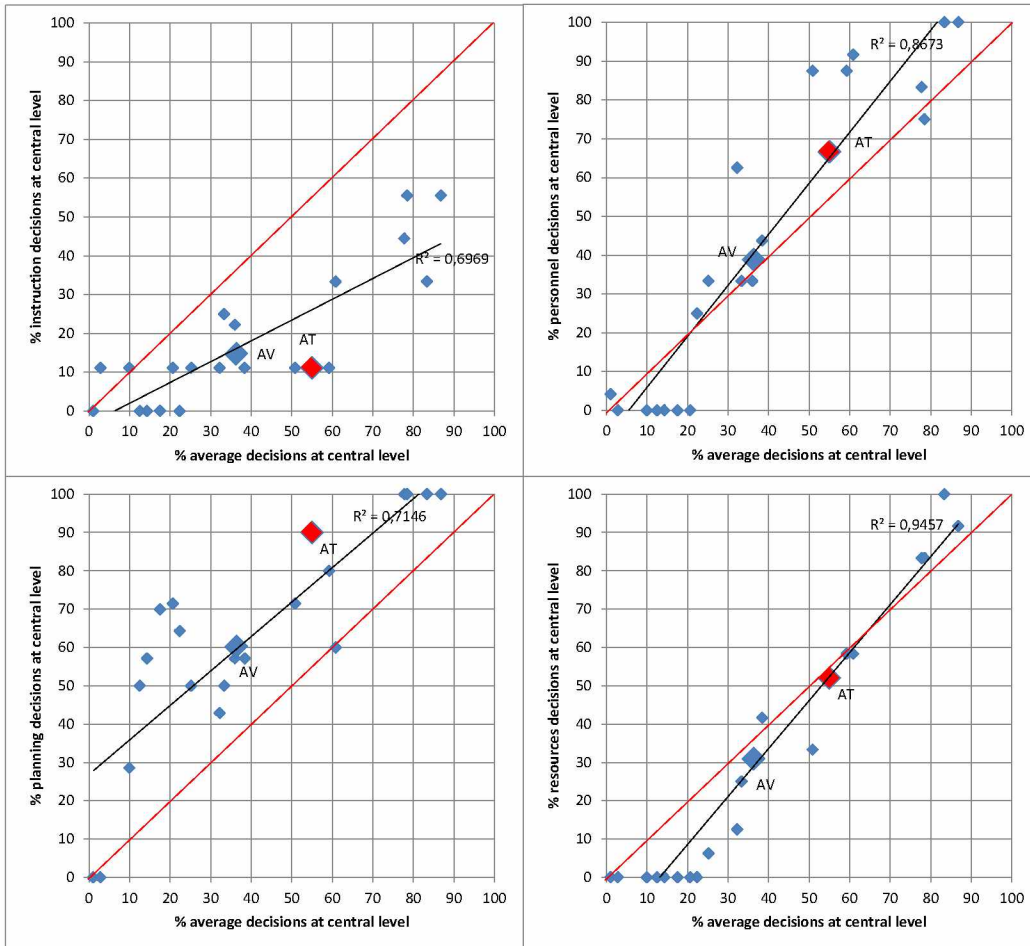 100
90
80
70
60
50
40
30
20
10
0
% instruction decisions at central level
R² = 0,6969
AT
AV
0 10 20 30 40 50 60 70 80 90 100
% average decisions at central level
100
90
80
70
60
50
40
30
20
10
0
% personnel decisions at central level
R² = 0,8673
AT
AV
0 10 20 30 40 50 60 70 80 90 100
% average decisions at central level
100
90
80
70
60
50
40
30
20
10
0
% planning decisions at central level
R² = 0,7146
AT
AV
0 10 20 30 40 50 60 70 80 90 100
% average decisions at central level
100
90
80
70
60
50
40
30
20
10
0
% resources decisions at central level
R² = 0,9457
AT
AV
0 10 20 30 40 50 60 70 80 90 100
% average decisions at central level